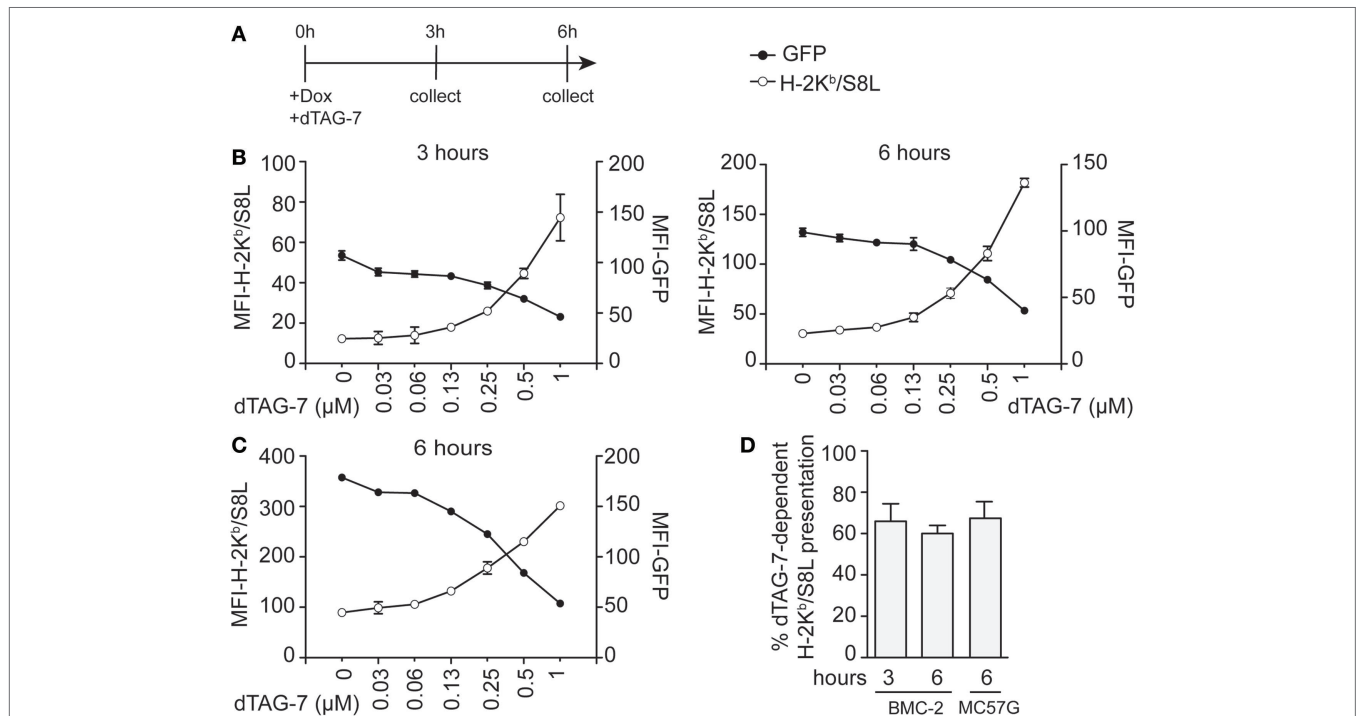 A
0h 3h 6h
+Dox collect collect
+dTAG-7
GFP
H-2Kᵇ/S8L
B
3 hours
MFI-H-2Kᵇ/S8L
100
80
60
40
20
0
200
150
100
50
0
MFI-GFP
0 0.03 0.06 0.13 0.25 0.5 1
dTAG-7 (µM)
6 hours
MFI-H-2Kᵇ/S8L
200
150
100
50
0
150
100
50
0
MFI-GFP
0 0.03 0.06 0.13 0.25 0.5 1
dTAG-7 (µM)
C
6 hours
MFI-H-2Kᵇ/S8L
400
300
200
100
0
200
150
100
50
0
MFI-GFP
0 0.03 0.06 0.13 0.25 0.5 1
dTAG-7 (µM)
D
% dTAG-7-dependent
H-2Kᵇ/S8L presentation
100
80
60
40
20
0
hours 3 6 6
BMC-2 MC57G